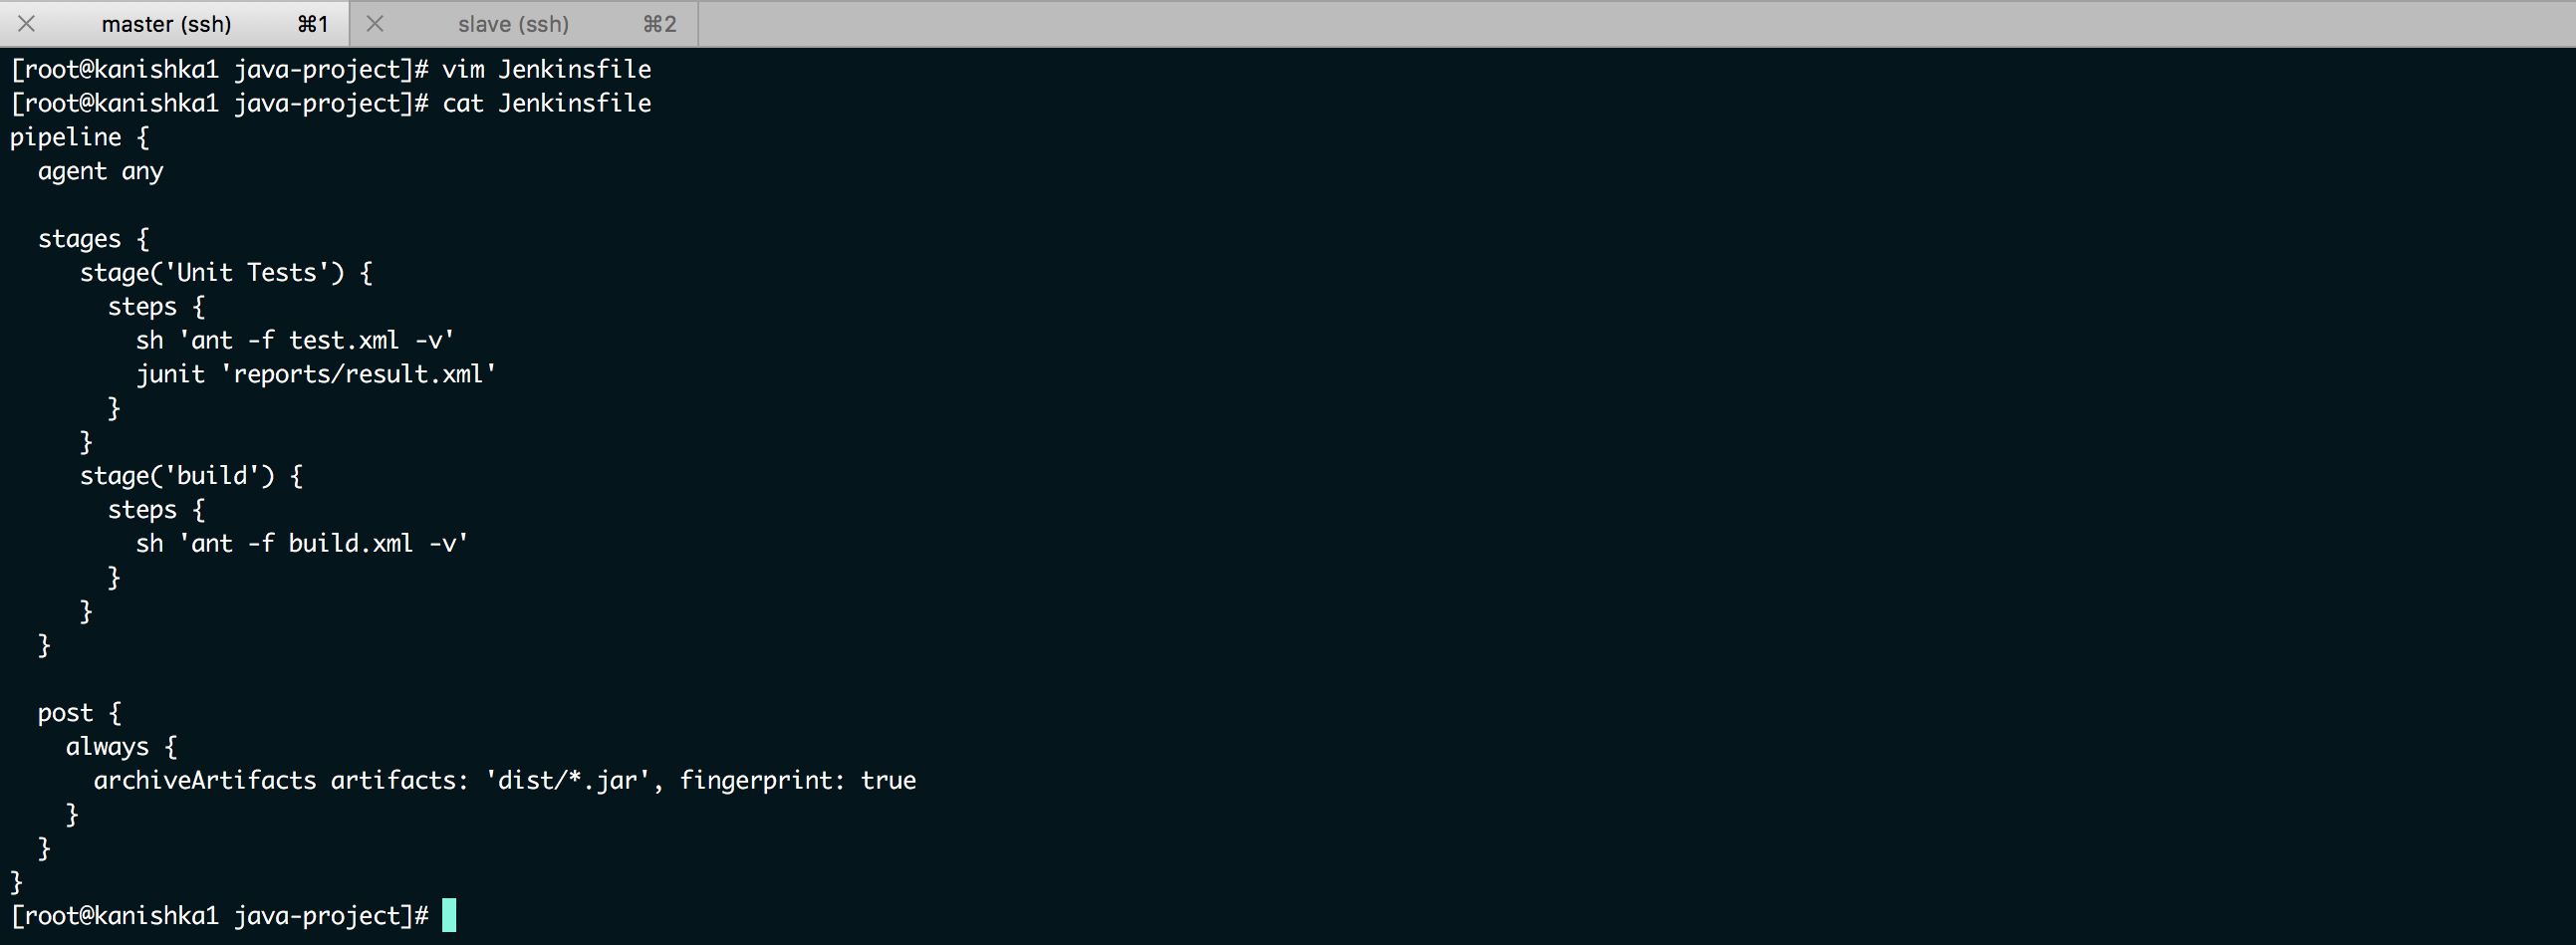 master (ssh) ⌘1 slave (ssh) ⌘2
[root@kanishka1 java-project]# vim Jenkinsfile
[root@kanishka1 java-project]# cat Jenkinsfile
pipeline {
  agent any

  stages {
     stage('Unit Tests') {
       steps {
         sh 'ant -f test.xml -v'
         junit 'reports/result.xml'
       }
     }
     stage('build') {
       steps {
         sh 'ant -f build.xml -v'
       }
     }
  }

  post {
    always {
      archiveArtifacts artifacts: 'dist/*.jar', fingerprint: true
    }
  }
}
[root@kanishka1 java-project]#